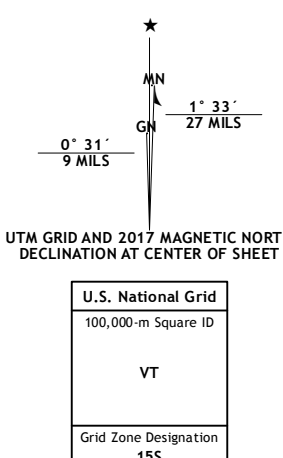 ★
MN
GN
1° 33´
27 MILS
0° 31´
9 MILS
UTM GRID AND 2017 MAGNETIC NORT
DECLINATION AT CENTER OF SHEET
U.S. National Grid
100,000-m Square ID
VT
Grid Zone Designation
15S